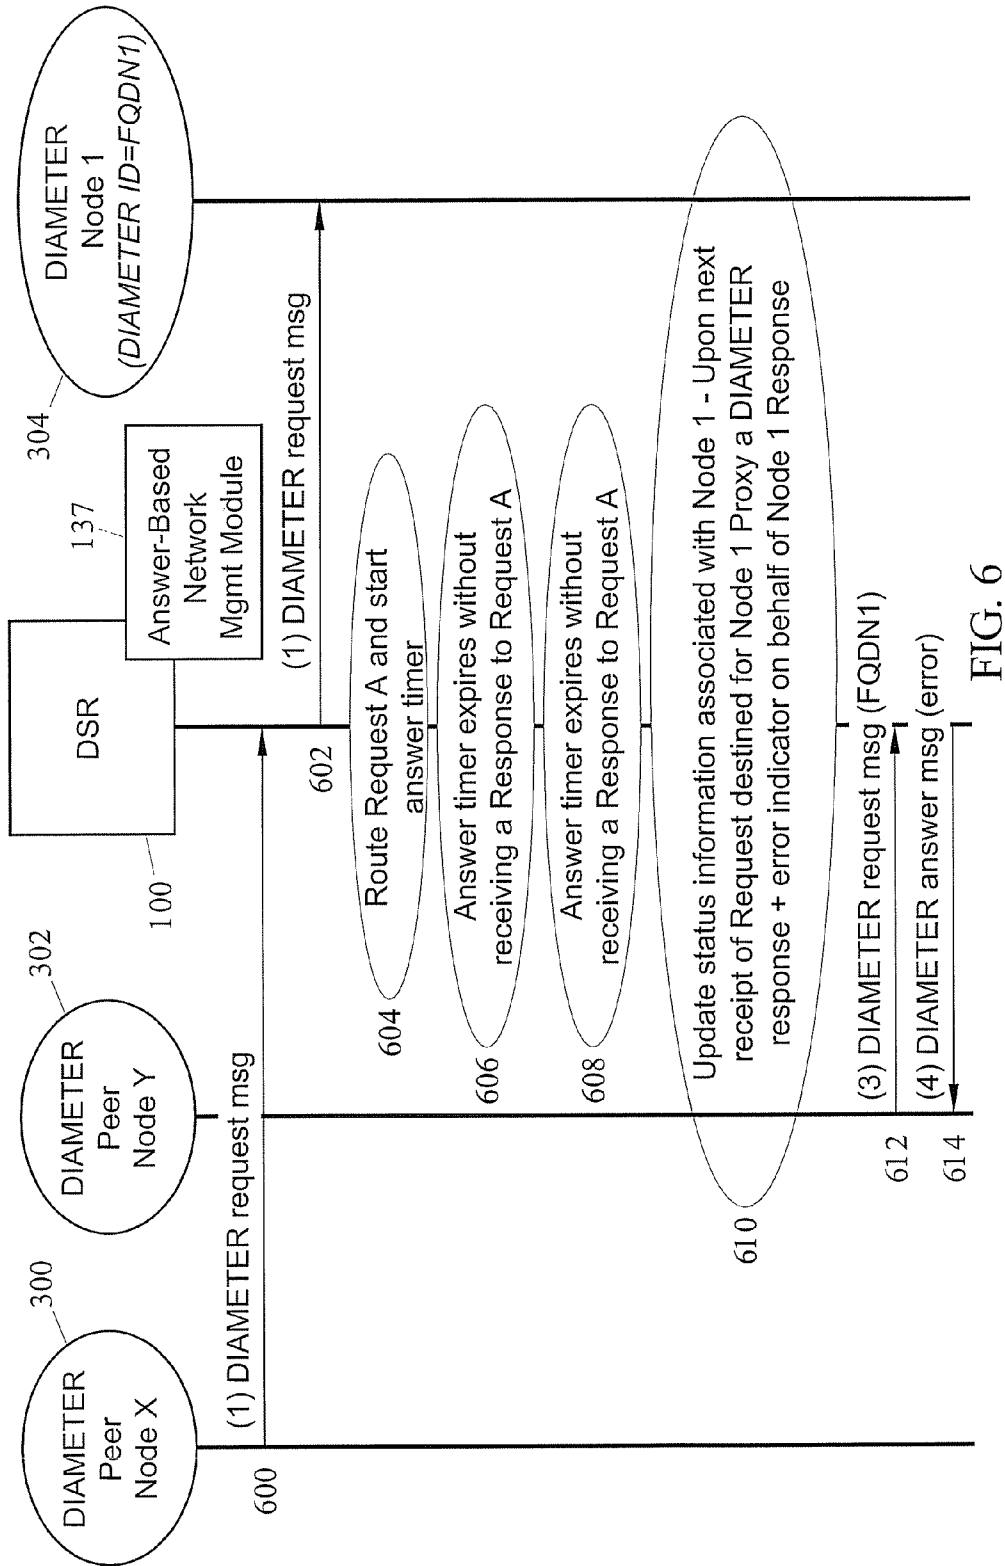 300
DIAMETER
Peer
Node X
302
DIAMETER
Peer
Node Y
100
DSR
137
Answer-Based
Network
Mgmt Module
304
DIAMETER
Node 1
(DIAMETER ID=FQDN1)
600
(1) DIAMETER request msg
602
(1) DIAMETER request msg
604
Route Request A and start
answer timer
606
Answer timer expires without
receiving a Response to Request A
608
Answer timer expires without
receiving a Response to Request A
610
Update status information associated with Node 1 - Upon next
receipt of Request destined for Node 1 Proxy a DIAMETER
response + error indicator on behalf of Node 1 Response
612
(3) DIAMETER request msg (FQDN1)
614
(4) DIAMETER answer msg (error)
FIG. 6